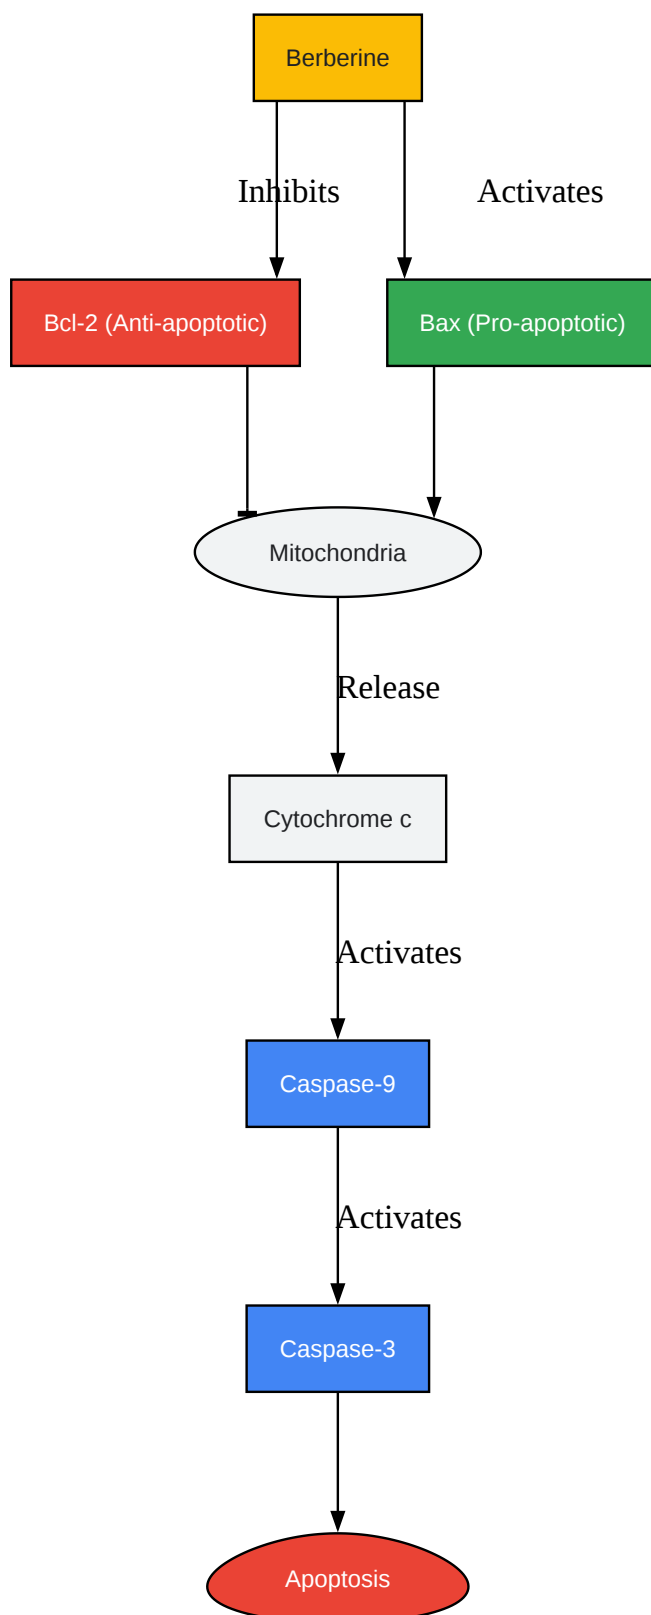 Berberine
Inhibits
Activates
Bcl-2 (Anti-apoptotic)
Bax (Pro-apoptotic)
Mitochondria
Release
Cytochrome c
Activates
Caspase-9
Activates
Caspase-3
Apoptosis